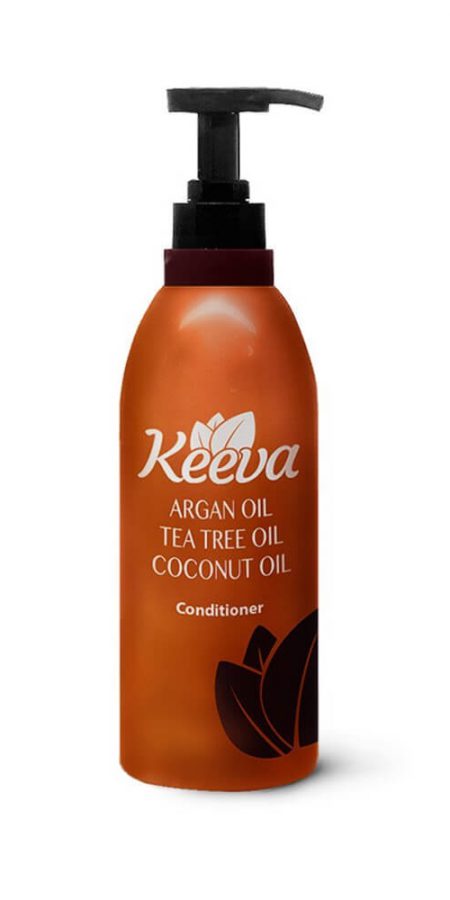 Keeva
ARGAN OIL
TEA TREE OIL
COCONUT OIL
Conditioner